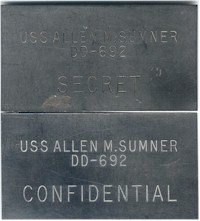 USS ALLEN M. SUMNER
DD-692
SECRET
USS ALLEN M. SUMNER
DD-692
CONFIDENTIAL